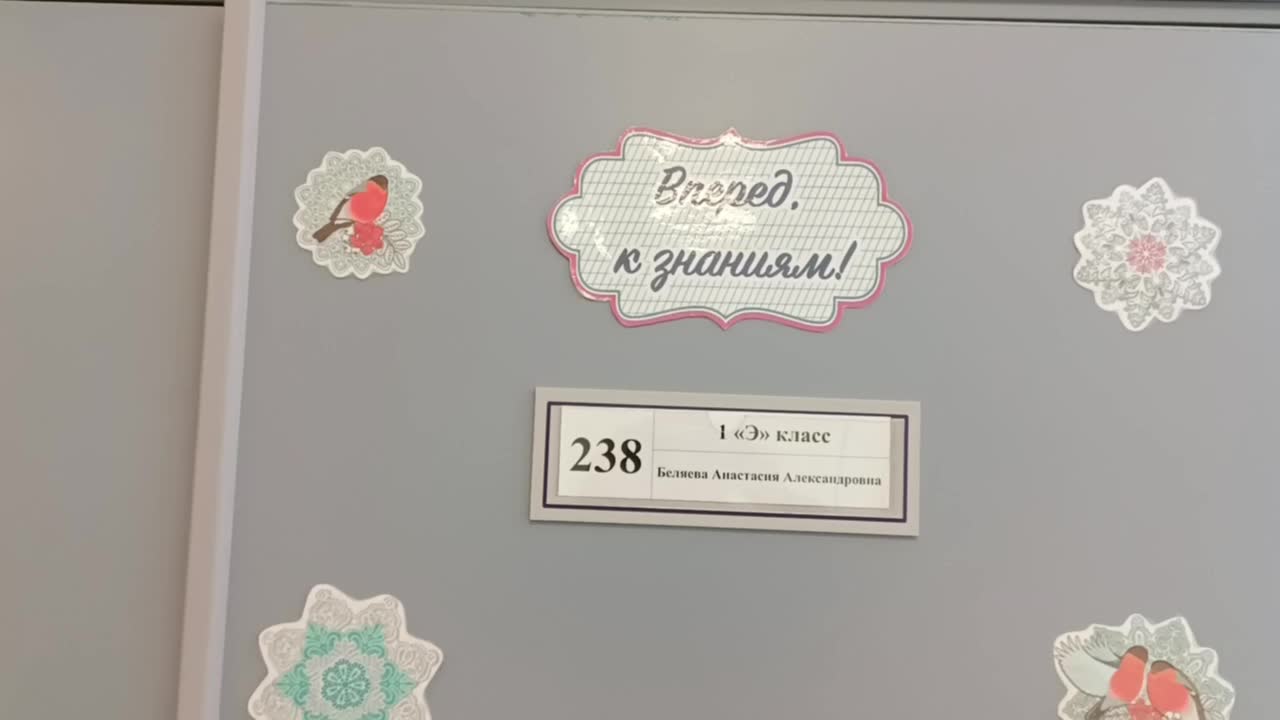 Вперед,
к знаниям!
238
1 «Э» класс
Беляева Анастасия Александровна